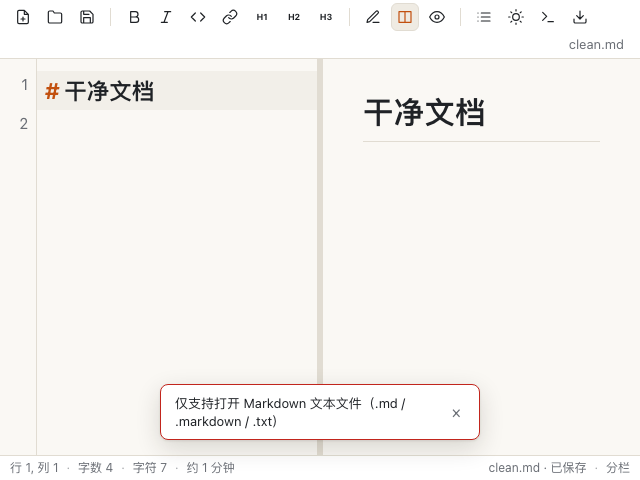 B I H1 H2 H3
clean.md
1 # 干净文档
2
干净文档
仅支持打开 Markdown 文本文件（.md /
.markdown / .txt）
行 1, 列 1 · 字数 4 · 字符 7 · 约 1 分钟
clean.md · 已保存 · 分栏